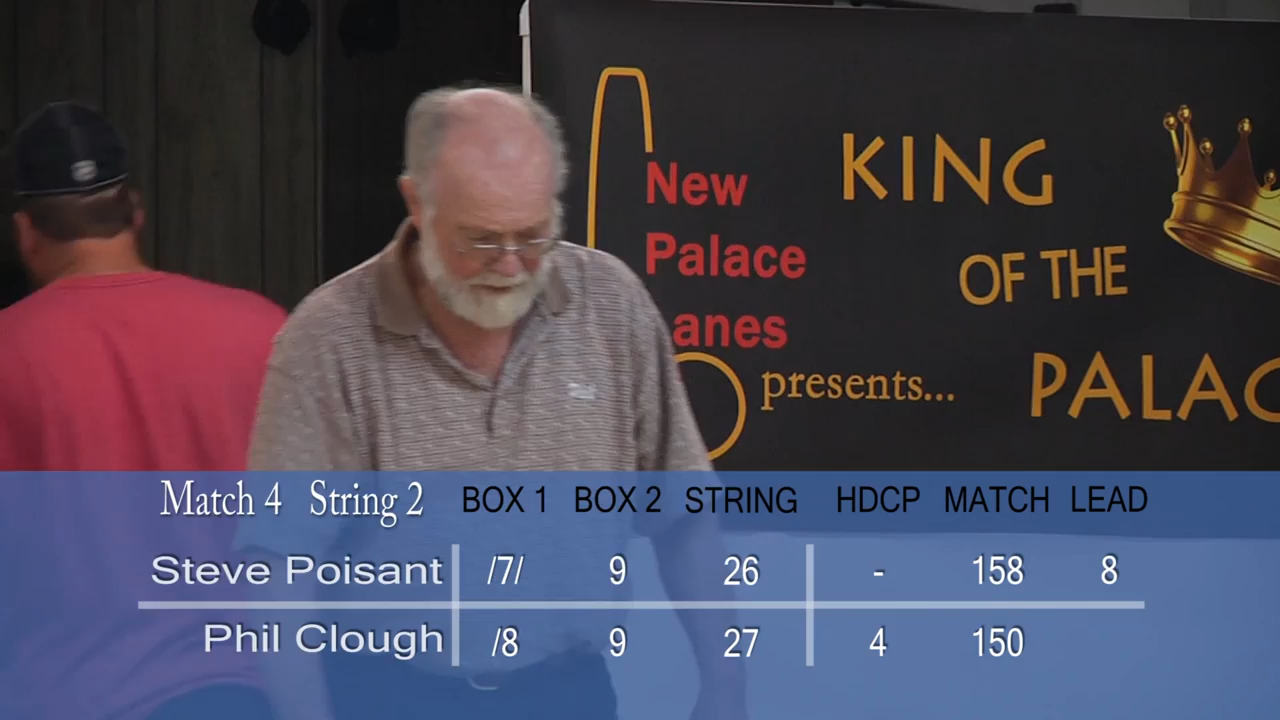 New
Palace
anes
presents...
KING
OF THE
PALAC
Match 4 String 2 BOX 1 BOX 2 STRING HDCP MATCH LEAD
Steve Poisant /7/ 9 26 - 158 8
Phil Clough /8 9 27 4 150